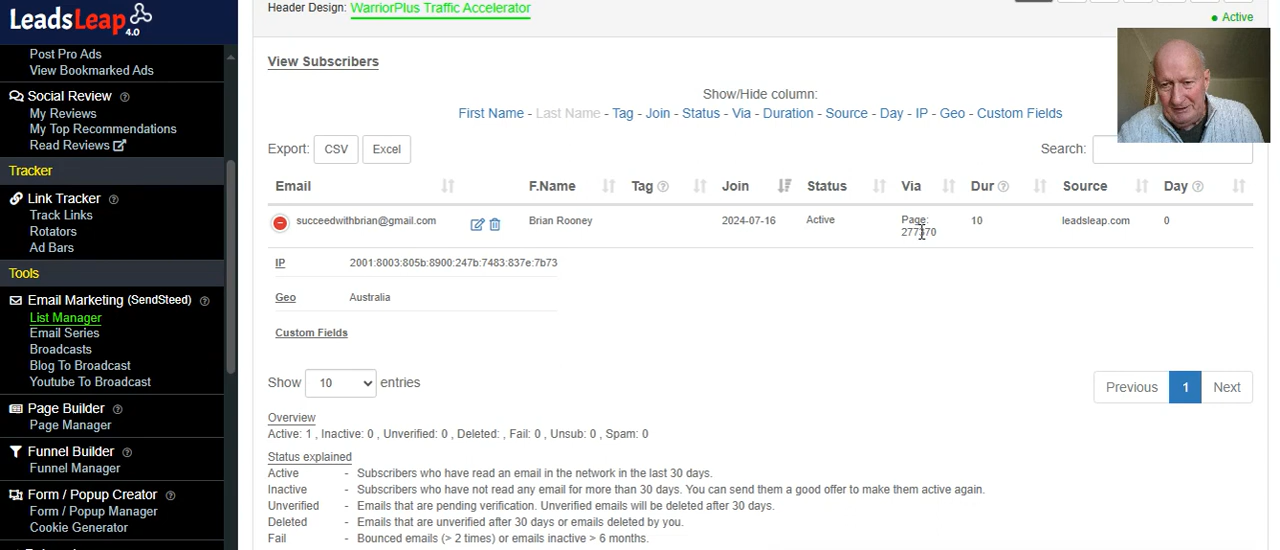 LeadsLeap 4.0
Post Pro Ads
View Bookmarked Ads
Social Review
My Reviews
My Top Recommendations
Read Reviews
Tracker
Link Tracker
Track Links
Rotators
Ad Bars
Tools
Email Marketing (SendSteed)
List Manager
Email Series
Broadcasts
Blog To Broadcast
Youtube To Broadcast
Page Builder
Page Manager
Funnel Builder
Funnel Manager
Form / Popup Creator
Form / Popup Manager
Cookie Generator
Header Design: WarriorPlus Traffic Accelerator
Active
View Subscribers
Show/Hide column:
First Name - Last Name - Tag - Join - Status - Via - Duration - Source - Day - IP - Geo - Custom Fields
Export: CSV Excel Search:
Email F.Name Tag Join Status Via Dur Source Day
succeedwithbrian@gmail.com Brian Rooney 2024-07-16 Active Page: 10 leadsleap.com 0
277370
IP 2001:8003:805b:8900:247b:7483:837e:7b73
Geo Australia
Custom Fields
Show 10 entries Previous 1 Next
Overview
Active: 1 , Inactive: 0 , Unverified: 0 , Deleted: , Fail: 0 , Unsub: 0 , Spam: 0
Status explained
Active - Subscribers who have read an email in the network in the last 30 days.
Inactive - Subscribers who have not read any email for more than 30 days. You can send them a good offer to make them active again.
Unverified - Emails that are pending verification. Unverified emails will be deleted after 30 days.
Deleted - Emails that are unverified after 30 days or emails deleted by you.
Fail - Bounced emails (> 2 times) or emails inactive > 6 months.